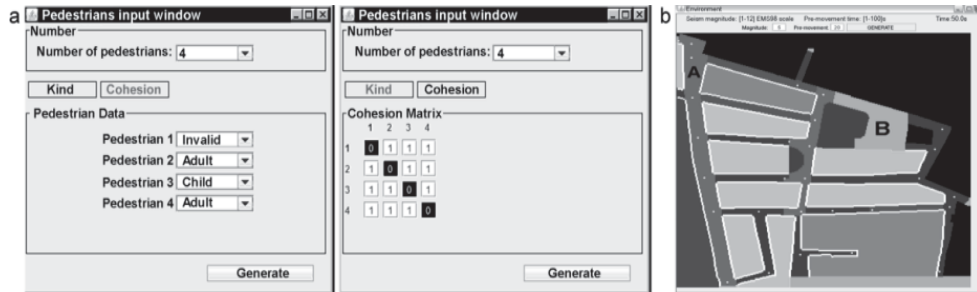 a
Pedestrians input window
Number
Number of pedestrians: 4
Kind Cohesion
Pedestrian Data
Pedestrian 1 Invalid
Pedestrian 2 Adult
Pedestrian 3 Child
Pedestrian 4 Adult
Generate
Pedestrians input window
Number
Number of pedestrians: 4
Kind Cohesion
Cohesion Matrix
1 2 3 4
1 0 1 1 1
2 1 0 1 1
3 1 1 0 1
4 1 1 1 0
Generate
b
Environment
Seism magnitude: [1-12] EMS98 scale Pre-movement time: [1-100]s Time:50.0s
Magnitude: Pre-movement: GENERATE
A
B